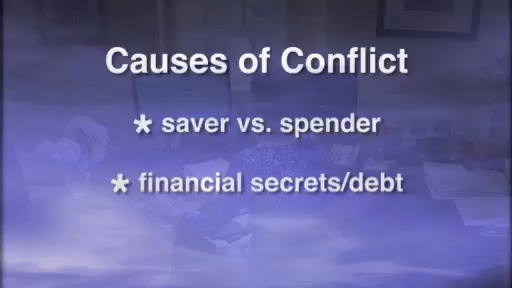 Causes of Conflict
* saver vs. spender
* financial secrets/debt